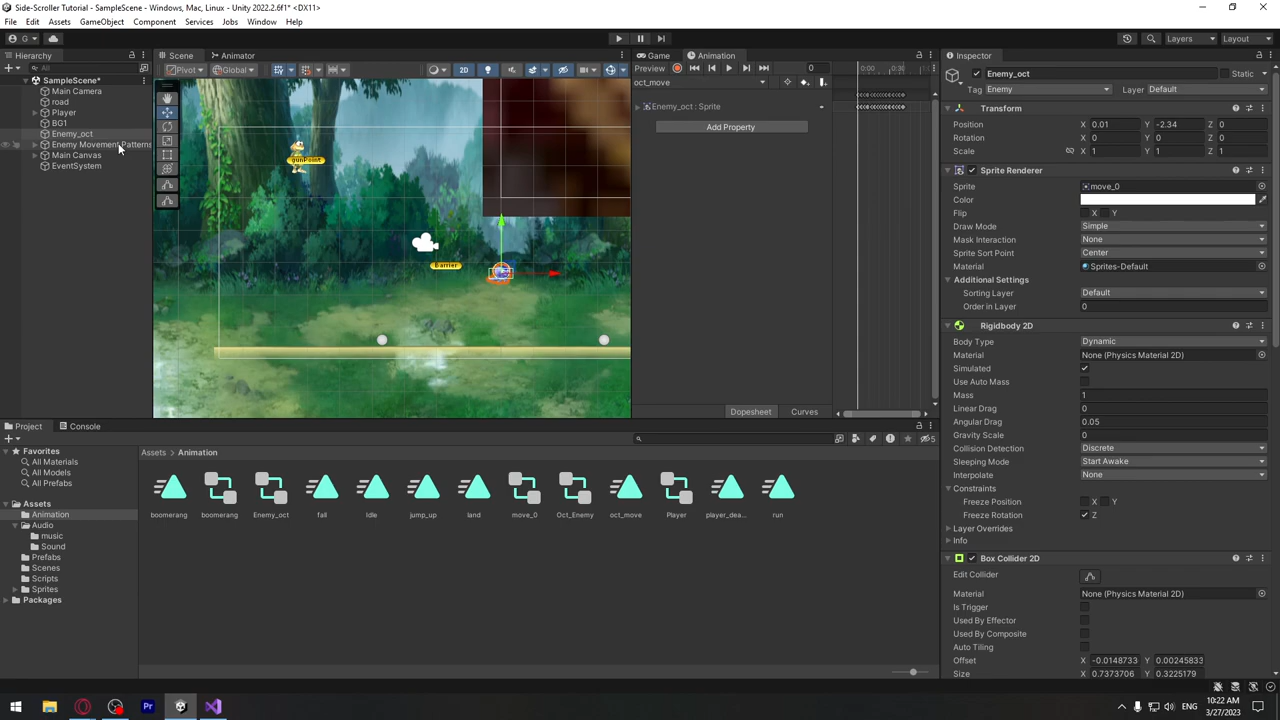 Side-Scroller Tutorial - SampleScene - Windows, Mac, Linux - Unity 2022.2.6f1* <DX11>
File Edit Assets GameObject Component Services Jobs Window Help
G Layers Layout
Hierarchy
All
SampleScene*
Main Camera
road
Player
BG1
Enemy_oct
Enemy Movement Patterns
Main Canvas
EventSystem
Scene Animator
Pivot Global 2D
gunPoint
Barrier
Game Animation
Preview 0 0:00 0:30
oct_move
Enemy_oct : Sprite
Add Property
Dopesheet Curves
Inspector
Enemy_oct Static
Tag Enemy Layer Default
Transform
Position X 0.01 Y -2.34 Z 0
Rotation X 0 Y 0 Z 0
Scale X 1 Y 1 Z 1
Sprite Renderer
Sprite move_0
Color
Flip X Y
Draw Mode Simple
Mask Interaction None
Sprite Sort Point Center
Material Sprites-Default
Additional Settings
Sorting Layer Default
Order in Layer 0
Rigidbody 2D
Body Type Dynamic
Material None (Physics Material 2D)
Simulated
Use Auto Mass
Mass 1
Linear Drag 0
Angular Drag 0.05
Gravity Scale 0
Collision Detection Discrete
Sleeping Mode Start Awake
Interpolate None
Constraints
Freeze Position X Y
Freeze Rotation Z
Layer Overrides
Info
Box Collider 2D
Edit Collider
Material None (Physics Material 2D)
Is Trigger
Used By Effector
Used By Composite
Auto Tiling
Offset X -0.0148733 Y 0.00245833
Size X 0.7373706 Y 0.3225179
Project Console
5
Favorites
All Materials
All Models
All Prefabs
Assets
Animation
Audio
music
Sound
Prefabs
Scenes
Scripts
Sprites
Packages
Assets > Animation
boomerang boomerang Enemy_oct fall Idle jump_up land move_0 Oct_Enemy oct_move Player player_dea... run
Pr
ENG 10:22 AM
3/27/2023